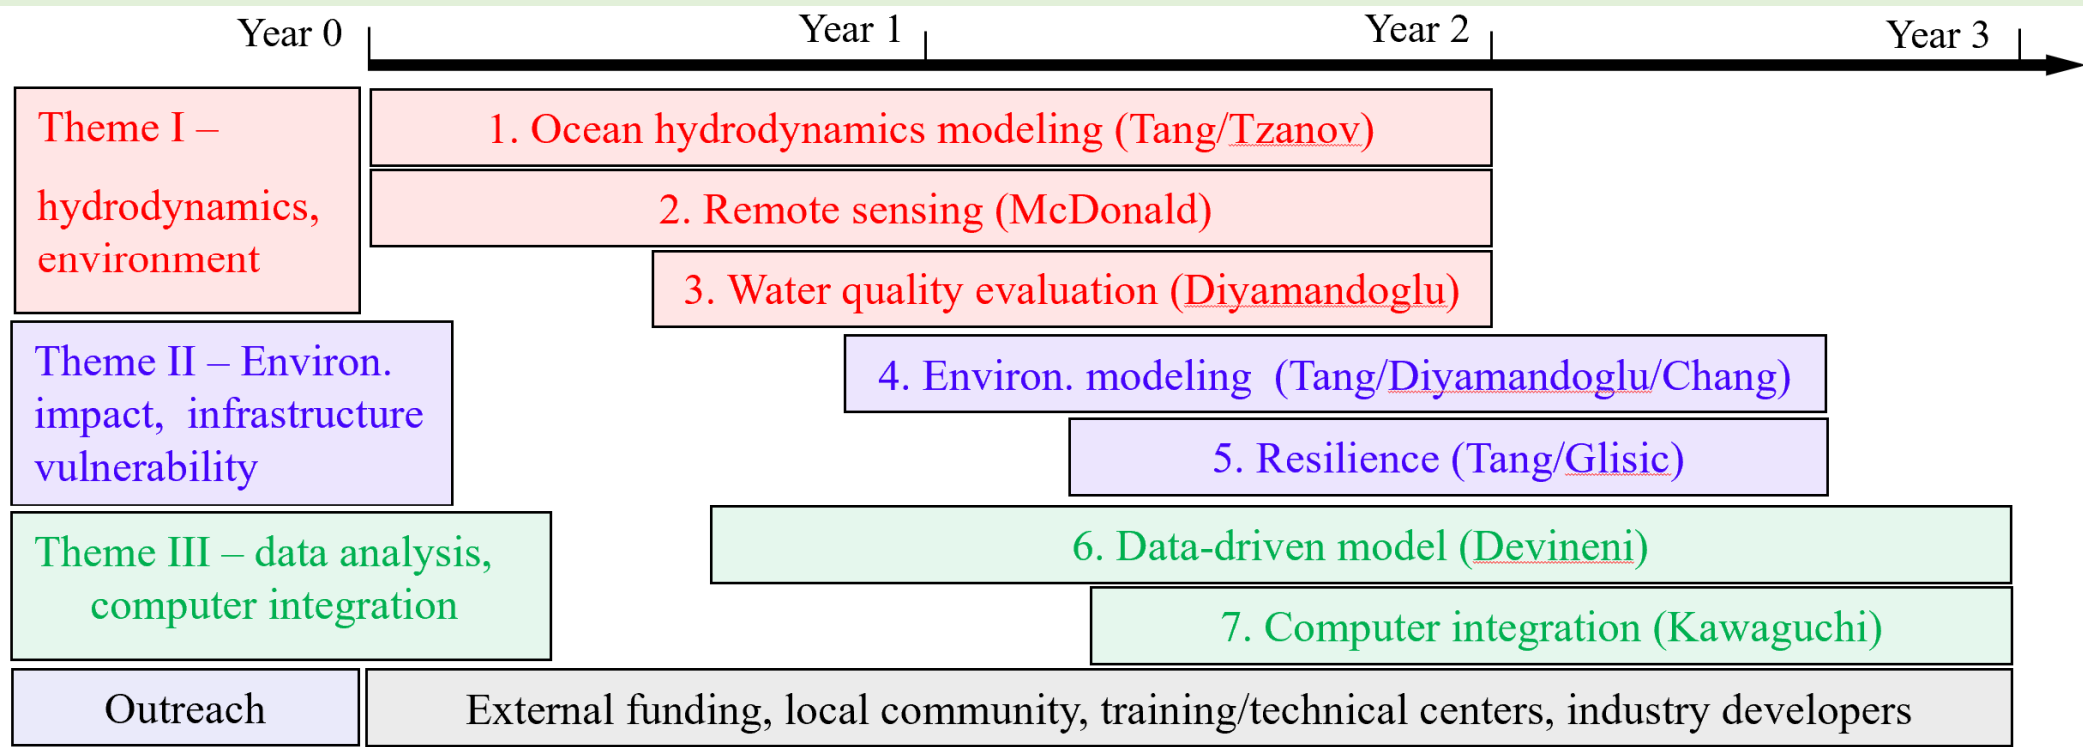 Year 0
Year 1
Year 2
Year 3
Theme I –
hydrodynamics,
environment
1. Ocean hydrodynamics modeling (Tang/Tzanov)
2. Remote sensing (McDonald)
3. Water quality evaluation (Diyamandoglu)
Theme II – Environ.
impact,  infrastructure
vulnerability
4. Environ. modeling  (Tang/Diyamandoglu/Chang)
5. Resilience (Tang/Glisic)
Theme III – data analysis,
computer integration
6. Data-driven model (Devineni)
7. Computer integration (Kawaguchi)
Outreach
External funding, local community, training/technical centers, industry developers